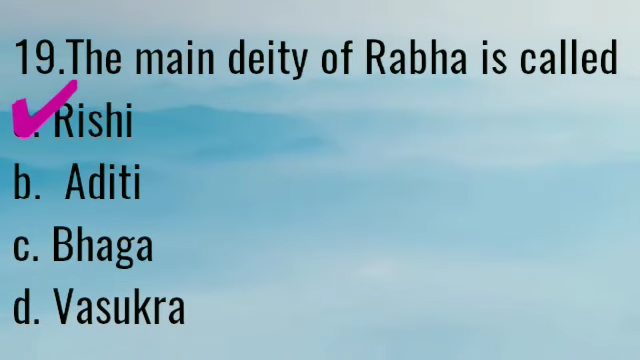 19.The main deity of Rabha is called
a. Rishi
b. Aditi
c. Bhaga
d. Vasukra